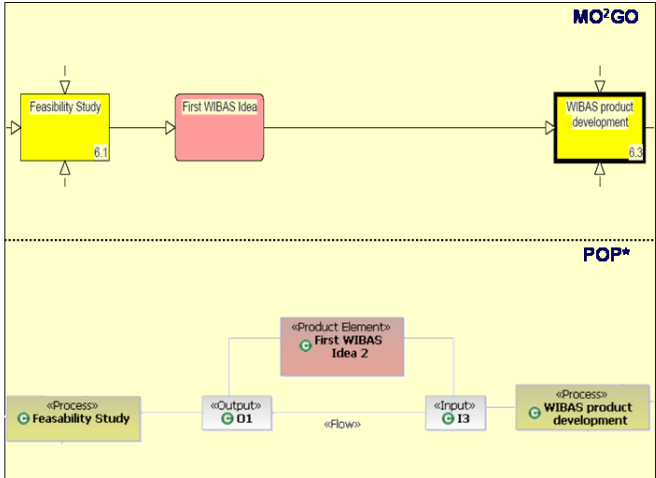 MO²GO
Feasibility Study
6.1
First WIBAS Idea
WIBAS product
development
6.3
POP*
«Product Element»
C First WIBAS
Idea 2
«Process»
C Feasability Study
«Output»
C O1
«Flow»
«Input»
C I3
«Process»
C WIBAS product
development